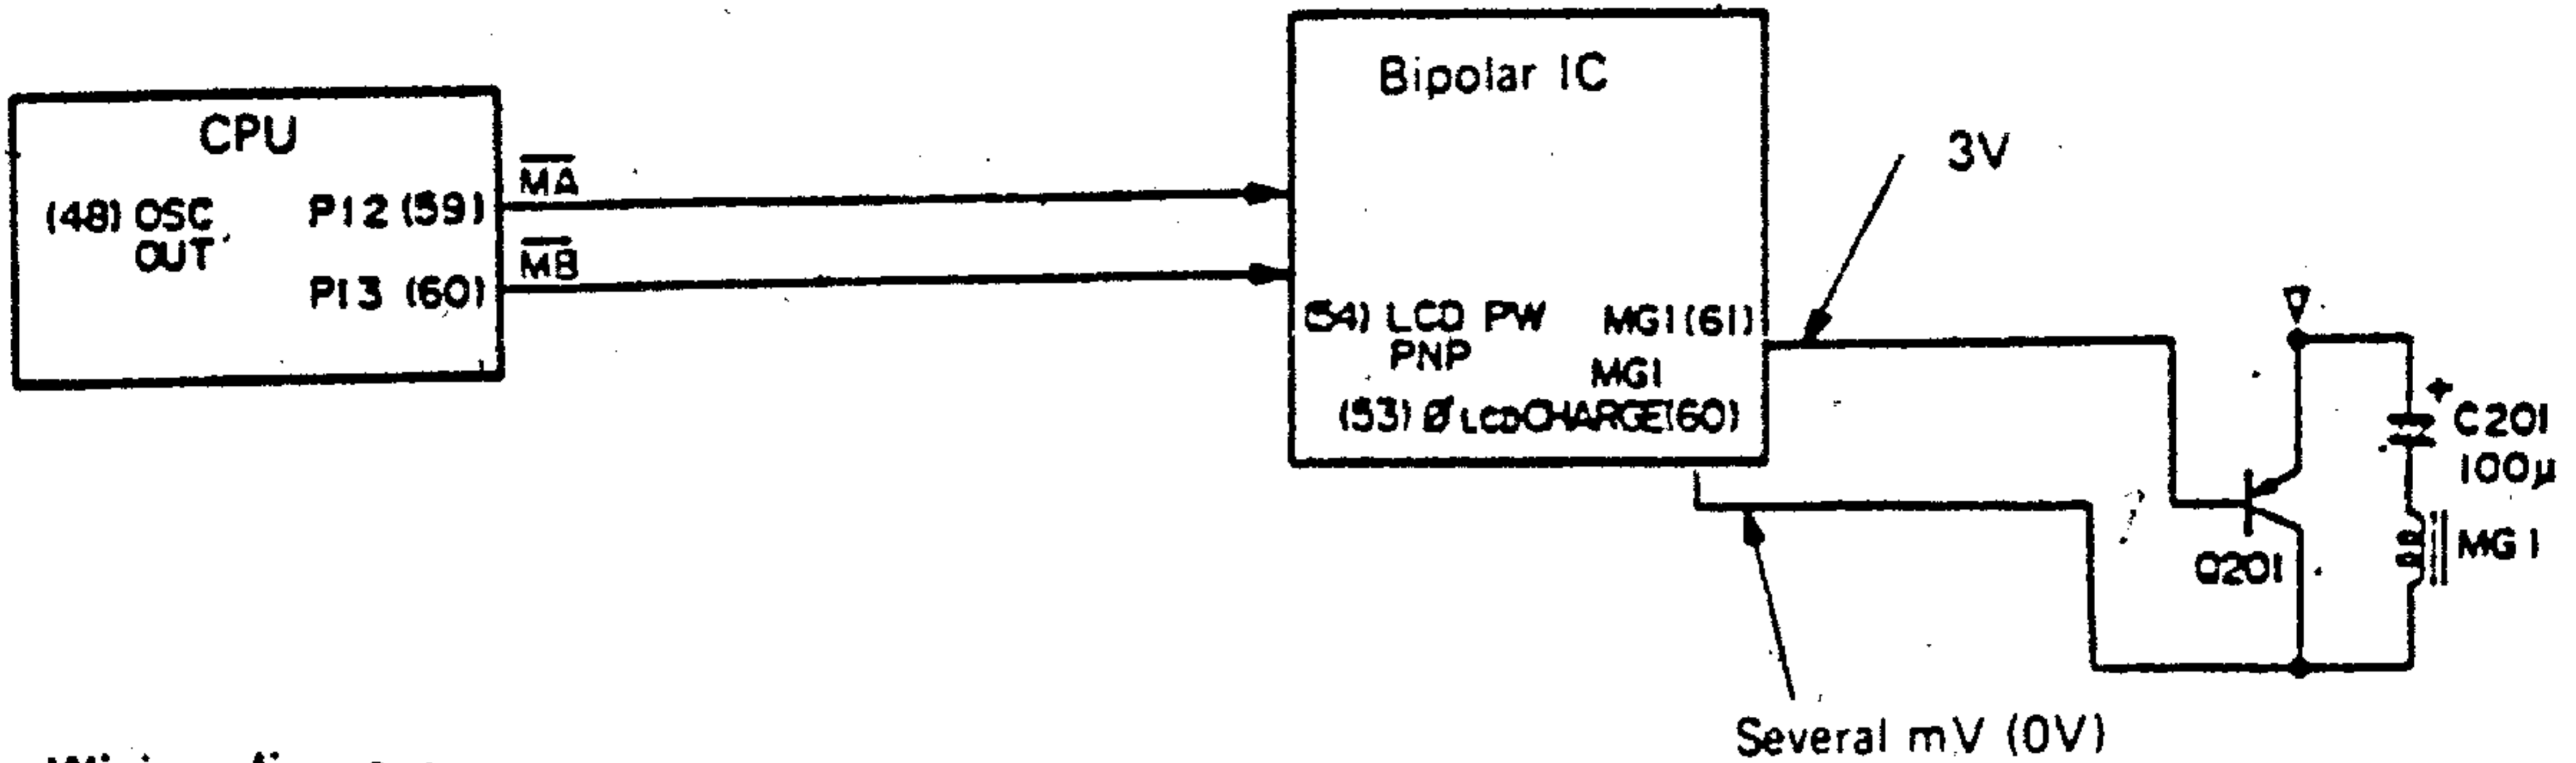 CPU
(48) OSC OUT
P12 (59)
P13 (60)
MA
MB
Bipolar IC
(54) LCD PW PNP
MG1(61)
MG1
(53) Ø LCD CHARGE(60)
3V
Several mV (0V)
Q201
+
C201
100μ
MG1